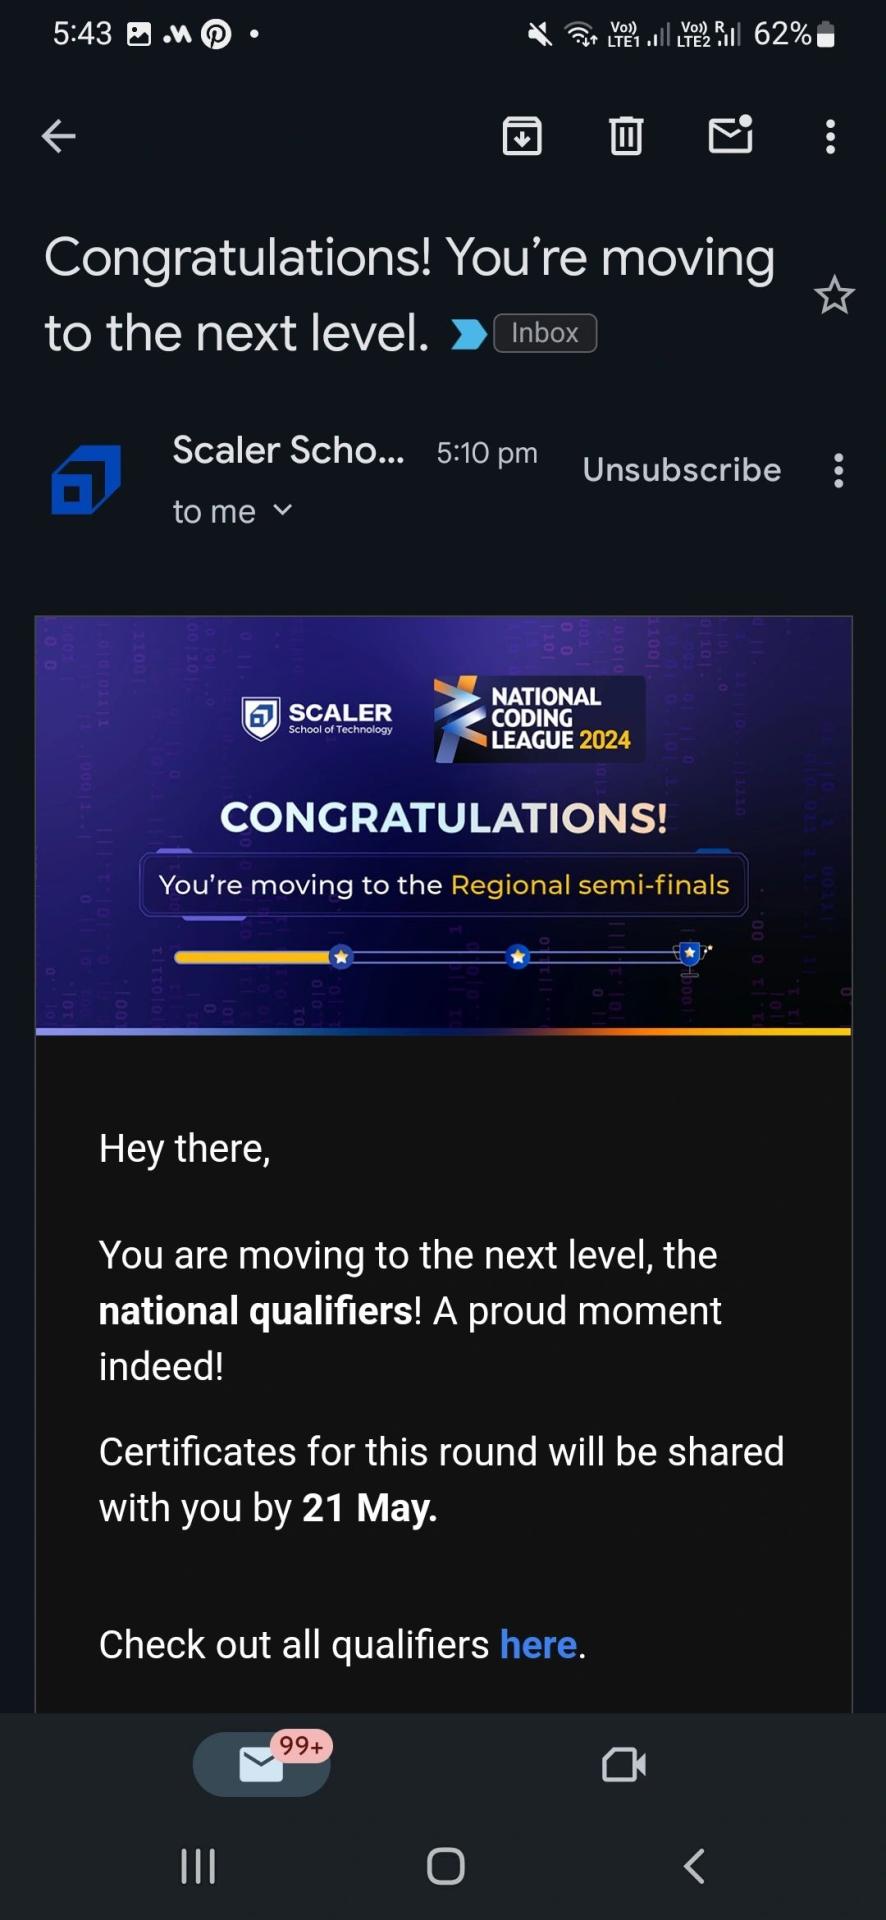 5:43
Vo)) LTE1 Vo)) LTE2 R 62%
Congratulations! You’re moving
to the next level. Inbox
Scaler Scho... 5:10 pm Unsubscribe
to me
SCALER
School of Technology
NATIONAL
CODING
LEAGUE 2024
CONGRATULATIONS!
You’re moving to the Regional semi-finals
Hey there,
You are moving to the next level, the
national qualifiers! A proud moment
indeed!
Certificates for this round will be shared
with you by 21 May.
Check out all qualifiers here.
99+